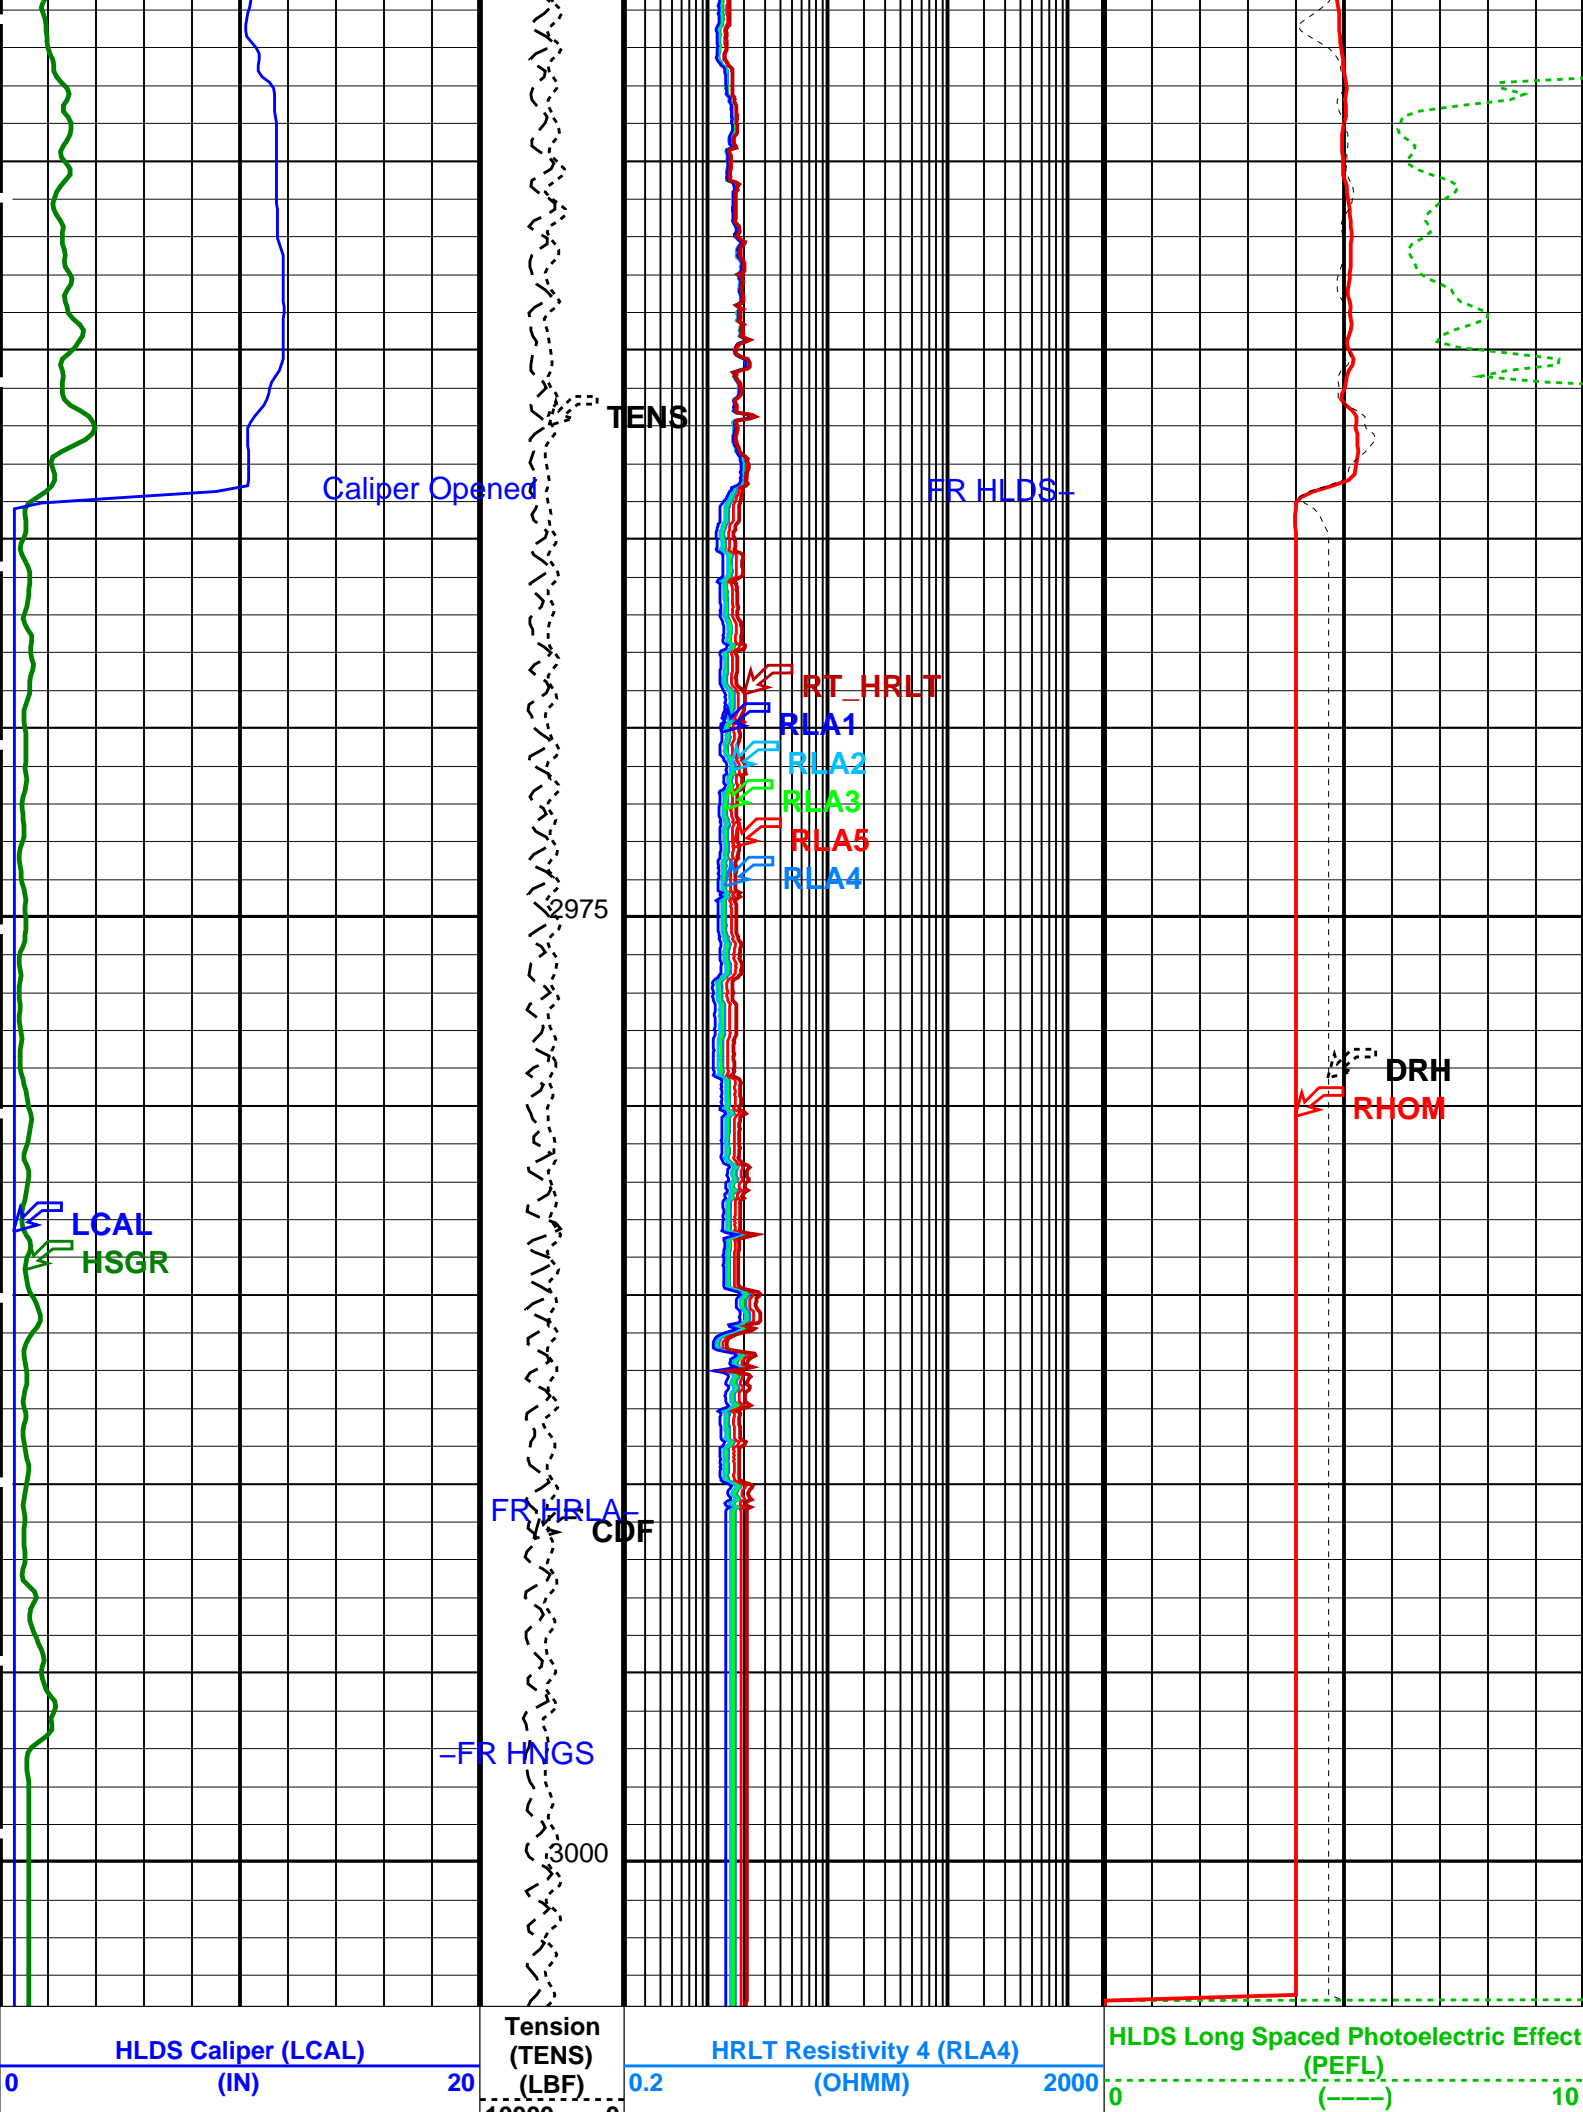 TENS
Caliper Opened
FR HLDS–
RT_HRLT
RLA1
RLA2
RLA3
RLA5
RLA4
2975
DRH
RHOM
LCAL
HSGR
FR HRLA–
CDF
–FR HNGS
3000
HLDS Caliper (LCAL)
0 (IN) 20
Tension
(TENS)
(LBF)
10000 0
HRLT Resistivity 4 (RLA4)
0.2 (OHMM) 2000
HLDS Long Spaced Photoelectric Effect
(PEFL)
0 (––––) 10